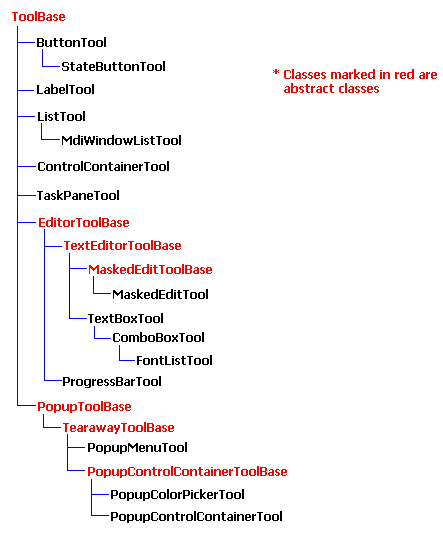 ToolBase
ButtonTool
StateButtonTool
* Classes marked in red are
abstract classes
LabelTool
ListTool
MdiWindowListTool
ControlContainerTool
TaskPaneTool
EditorToolBase
TextEditorToolBase
MaskedEditToolBase
MaskedEditTool
TextBoxTool
ComboBoxTool
FontListTool
ProgressBarTool
PopupToolBase
TearawayToolBase
PopupMenuTool
PopupControlContainerToolBase
PopupColorPickerTool
PopupControlContainerTool